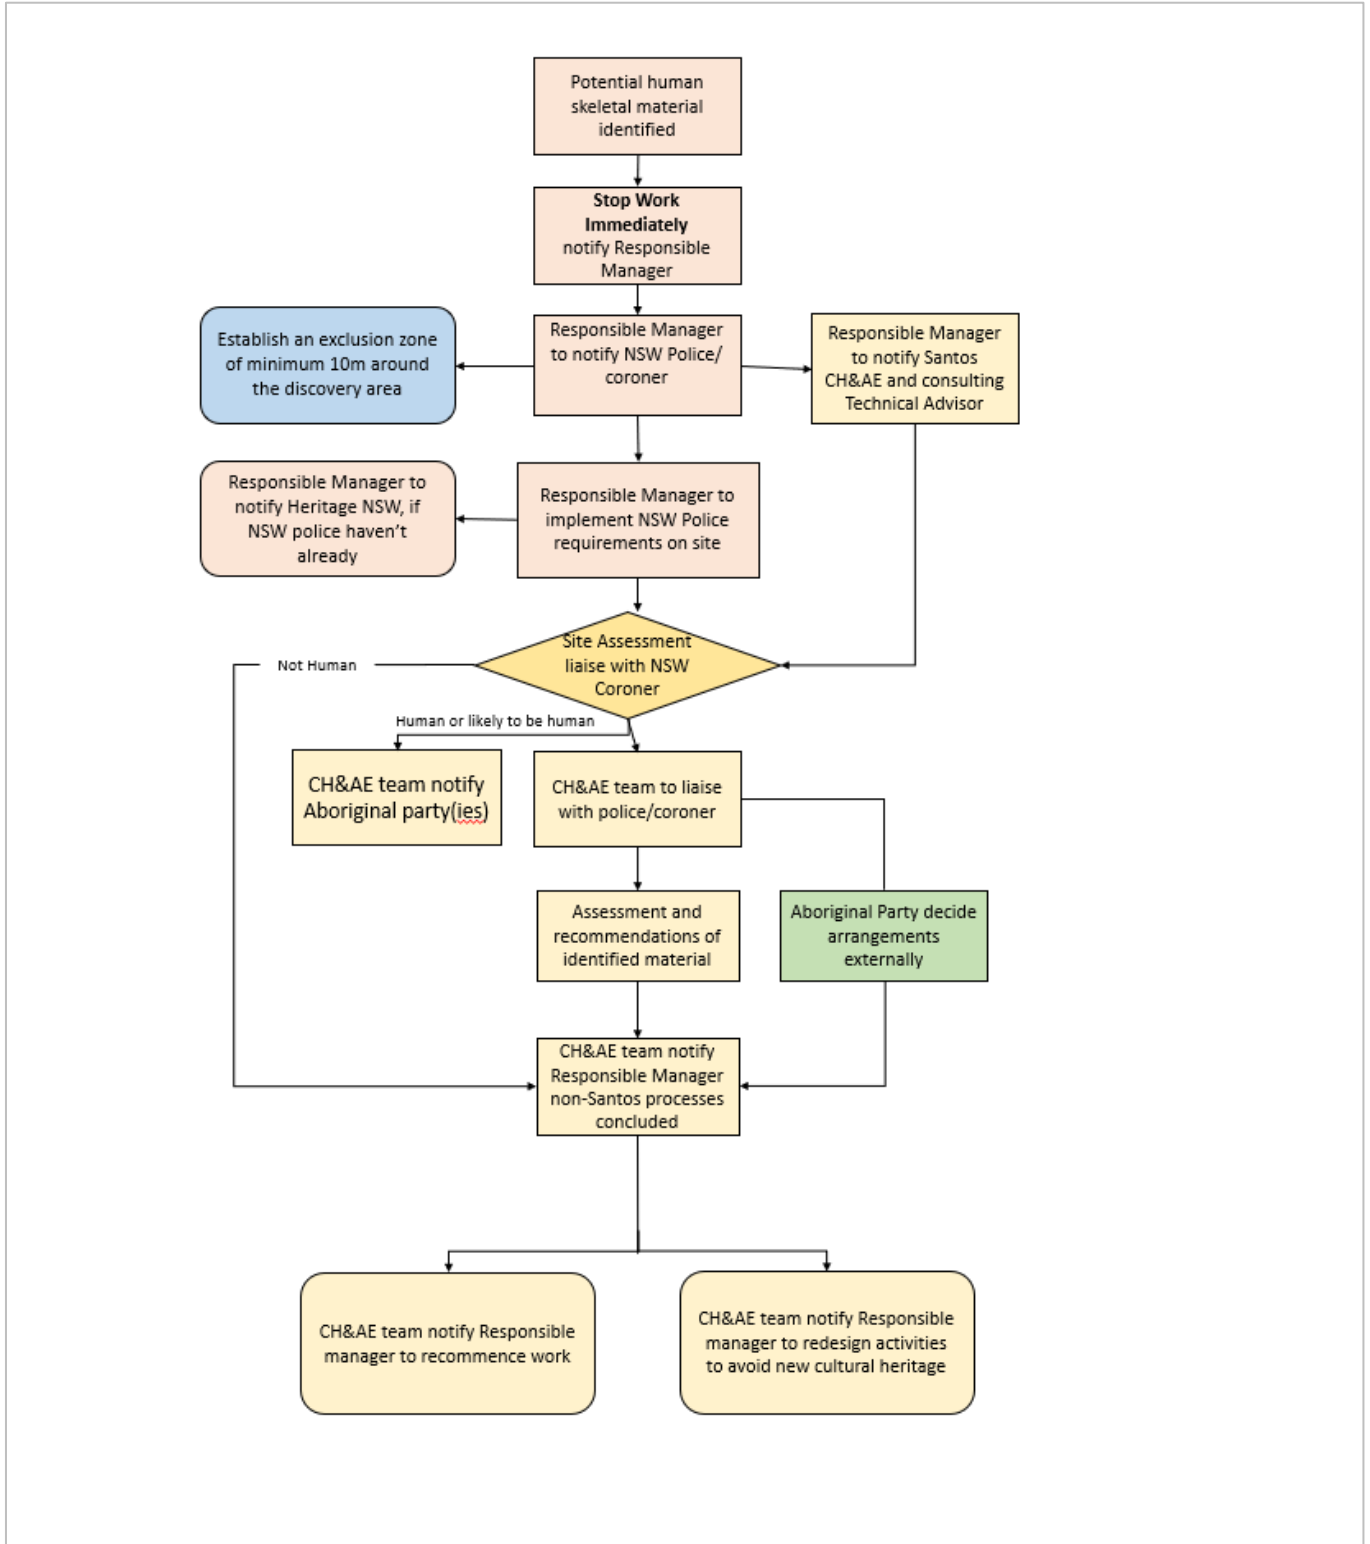 Potential human
skeletal material
identified
Stop Work
Immediately
notify Responsible
Manager
Establish an exclusion zone
of minimum 10m around
the discovery area
Responsible Manager
to notify NSW Police/
coroner
Responsible Manager
to notify Santos
CH&AE and consulting
Technical Advisor
Responsible Manager to
notify Heritage NSW, if
NSW police haven't
already
Responsible Manager to
implement NSW Police
requirements on site
Site Assessment
liaise with NSW
Coroner
Not Human
Human or likely to be human
CH&AE team notify
Aboriginal party(ies)
CH&AE team to liaise
with police/coroner
Assessment and
recommendations of
identified material
Aboriginal Party decide
arrangements
externally
CH&AE team notify
Responsible Manager
non-Santos processes
concluded
CH&AE team notify Responsible
manager to recommence work
CH&AE team notify Responsible
manager to redesign activities
to avoid new cultural heritage